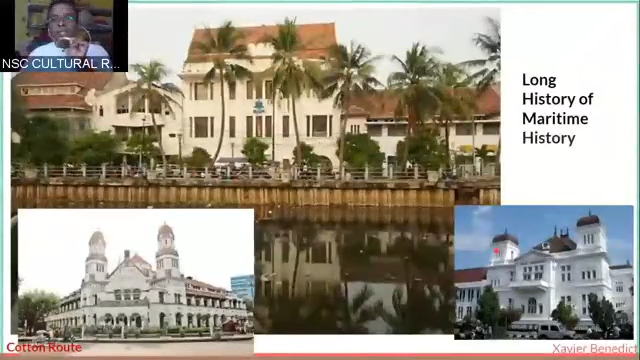 NSC CULTURAL R...
Long
History of
Maritime
History
Cotton Route
Xavier Benedict